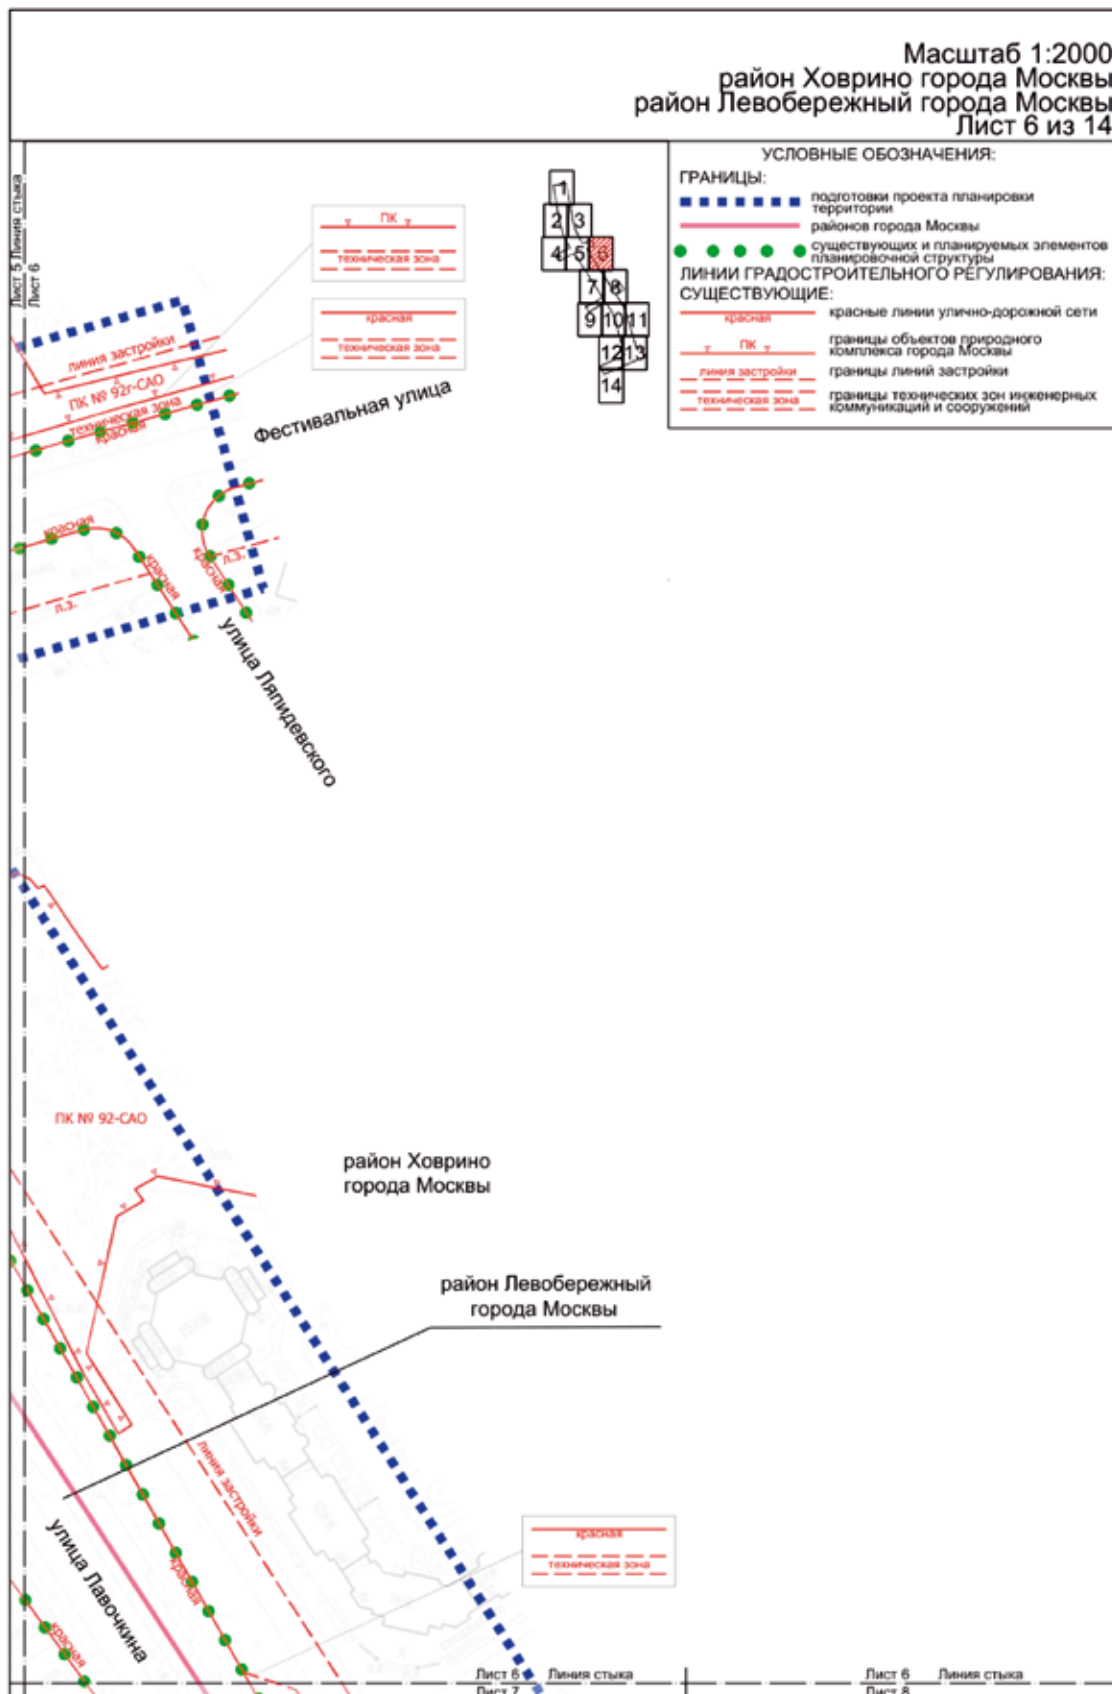 Масштаб 1:2000
район Ховрино города Москвы
район Левобережный города Москвы
Лист 6 из 14
УСЛОВНЫЕ ОБОЗНАЧЕНИЯ:
ГРАНИЦЫ:
подготовки проекта планировки
территории
районов города Москвы
существующих и планируемых элементов
планировочной структуры
ЛИНИИ ГРАДОСТРОИТЕЛЬНОГО РЕГУЛИРОВАНИЯ:
СУЩЕСТВУЮЩИЕ:
красная
красные линии улично-дорожной сети
ПК
границы объектов природного
комплекса города Москвы
линия застройки
границы линий застройки
техническая зона
границы технических зон инженерных
коммуникаций и сооружений
1
2 3
4 5 6
7 8
9 10 11
12 13
14
Лист 5 Линия стыка
Лист 6
ПК
техническая зона
красная
техническая зона
линия застройки
ПК № 92г-САО
техническая зона
красная
Фестивальная улица
красная
красная
красная
л.з.
л.з.
улица Ляпидевского
ПК № 92-САО
район Ховрино
города Москвы
район Левобережный
города Москвы
линия застройки
красная
техническая зона
красная
улица Лавочкина
красная
Лист 6 Линия стыка
Лист 7
Лист 6 Линия стыка
Лист 8